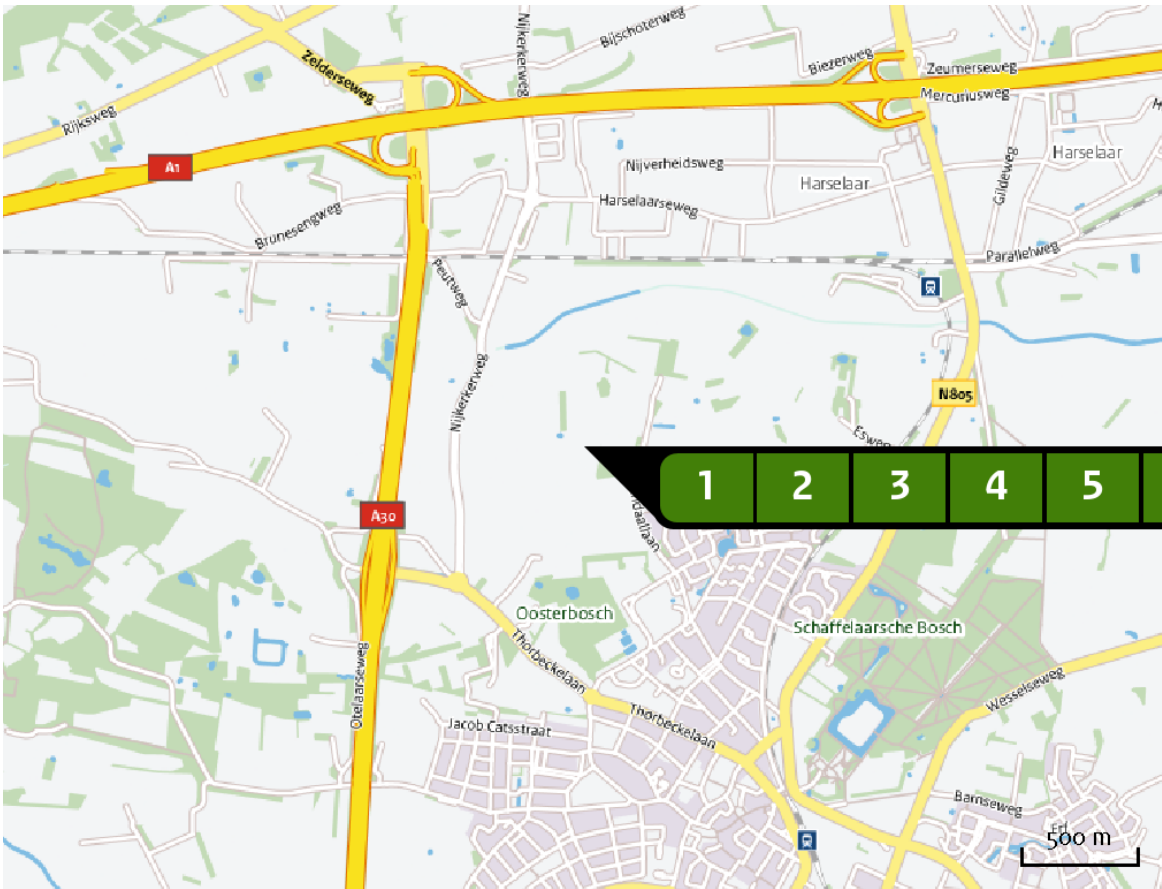 Nijkerkerweg
Bijschoterweg
Zelderseweg
Biezerweg
Zeumerseweg
Mercuriusweg
Rijksweg
A1
Nijverheidsweg
Harselaar
Harselaar
Gildeweg
Harselaarseweg
Brunesengweg
Parallelweg
Peutweg
Nijkerkerweg
N805
1 2 3 4 5
A30
Oosterbosch
Schaffelaarsche Bosch
Thorbeckelaan
Otelaarseweg
Wesselseweg
Thorbeckelaan
Jacob Catsstraat
Barnseweg
500 m